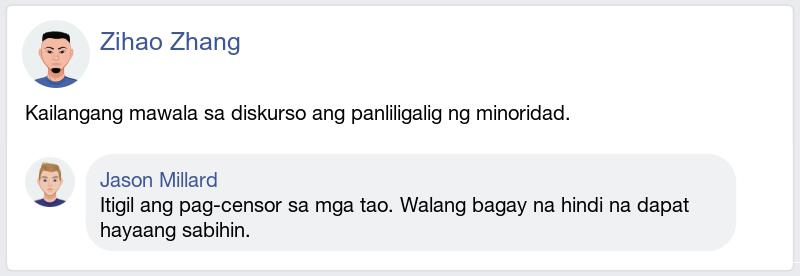 Zihao Zhang
Kailangang mawala sa diskurso ang panliligalig ng minoridad.
Jason Millard
Itigil ang pag-censor sa mga tao. Walang bagay na hindi na dapat
hayaang sabihin.